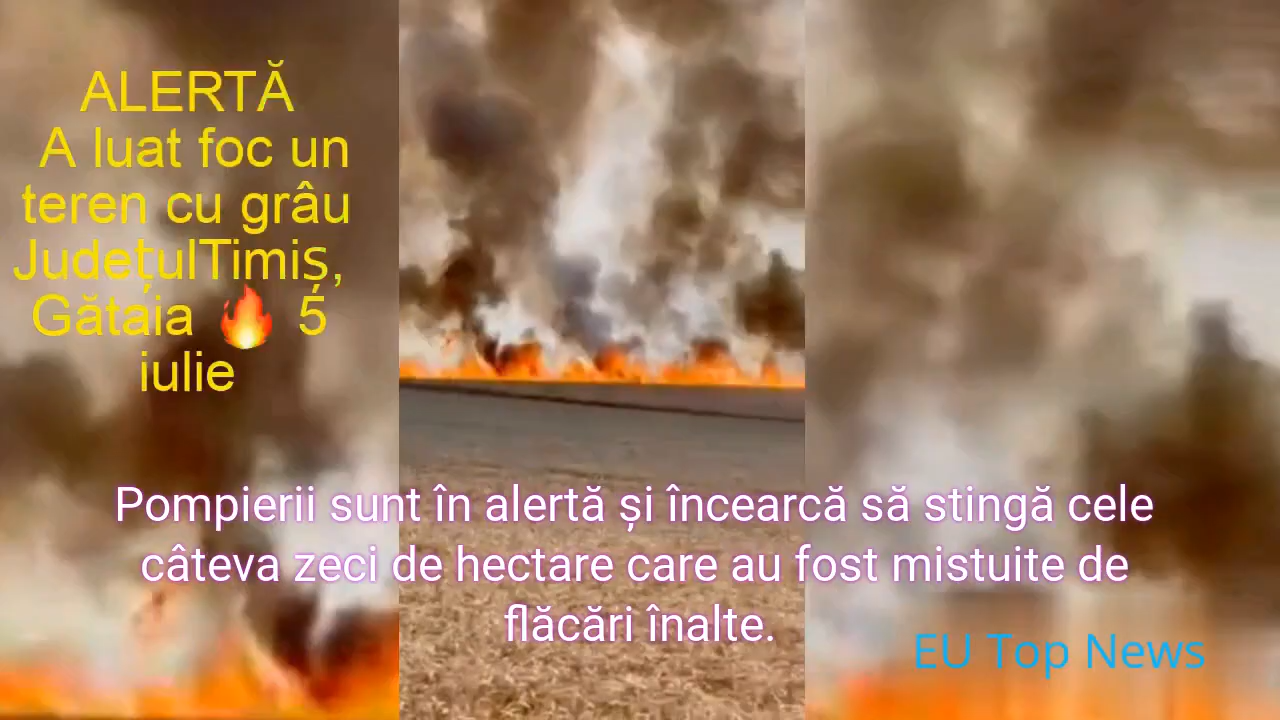 ALERTĂ
A luat foc un
teren cu grâu
JudețulTimiș,
Gătaia 🔥 5
iulie
Pompierii sunt în alertă și încearcă să stingă cele
câteva zeci de hectare care au fost mistuite de
flăcări înalte.
EU Top News